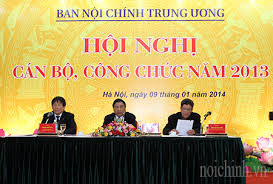 BAN NỘI CHÍNH TRUNG ƯƠNG
HỘI NGHỊ
CÁN BỘ, CÔNG CHỨC NĂM 2013
Hà Nội, ngày 09 tháng 01 năm 2014
noichinh.vn